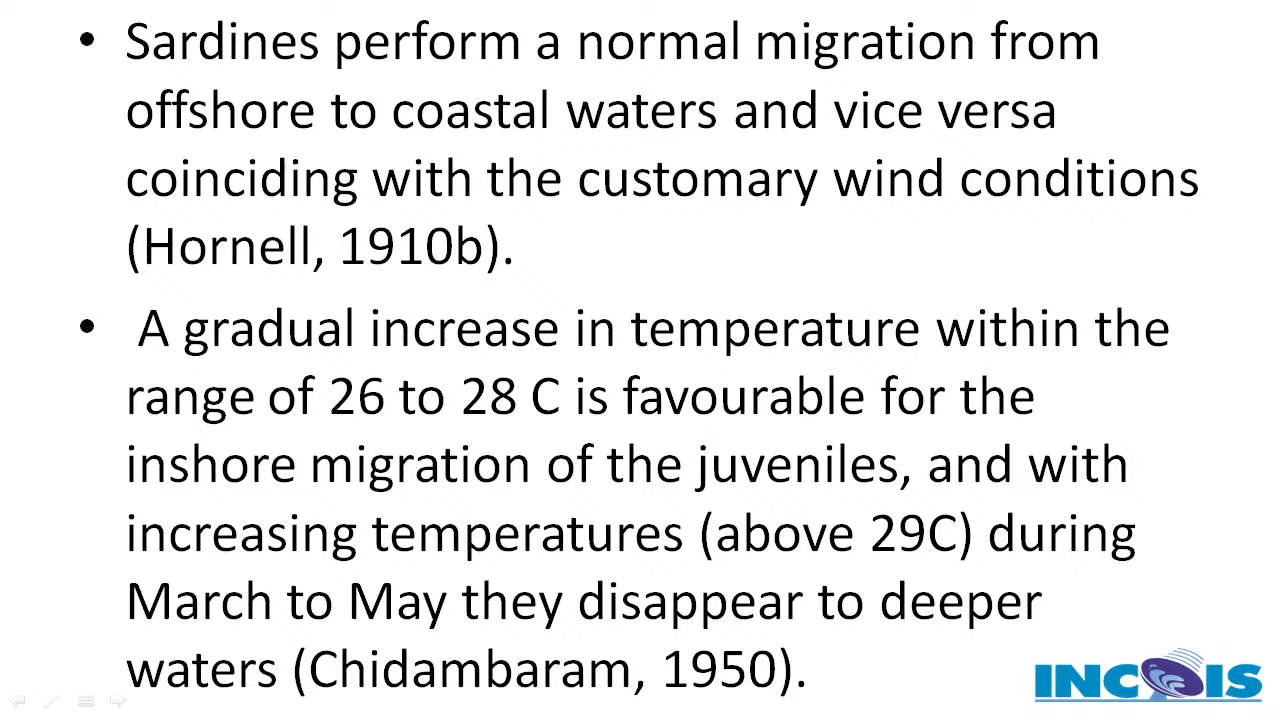 • Sardines perform a normal migration from
offshore to coastal waters and vice versa
coinciding with the customary wind conditions
(Hornell, 1910b).
• A gradual increase in temperature within the
range of 26 to 28 C is favourable for the
inshore migration of the juveniles, and with
increasing temperatures (above 29C) during
March to May they disappear to deeper
waters (Chidambaram, 1950).
INCOIS